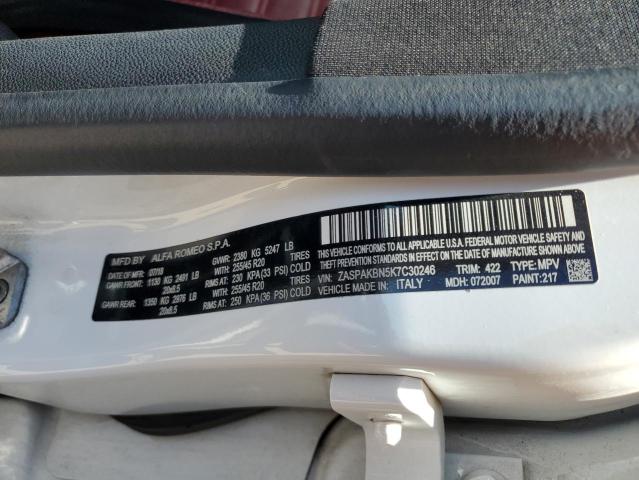 MFD BY: ALFA ROMEO S.P.A.
07/18 GVWR: 2380 KG 5247 LB
GAWR FRONT: 1130 KG 2491 LB WITH: 255/45 R20 TIRES
20x8.5 RIMS AT: 230 KPA(33 PSI) COLD
GAWR REAR: 1350 KG 2976 LB WITH: 255/45 R20 TIRES
20x8.5 RIMS AT: 250 KPA(36 PSI) COLD
THIS VEHICLE CONFORMS TO ALL APPLICABLE U.S.A. FEDERAL MOTOR VEHICLE SAFETY AND
THEFT PREVENTION STANDARDS IN EFFECT ON THE DATE OF MANUFACTURE SHOWN ABOVE.
VIN: ZASPAKBN5K7C30246 TRIM: 422 TYPE: MPV
VEHICLE MADE IN: ITALY MDH: 072007 PAINT: 217